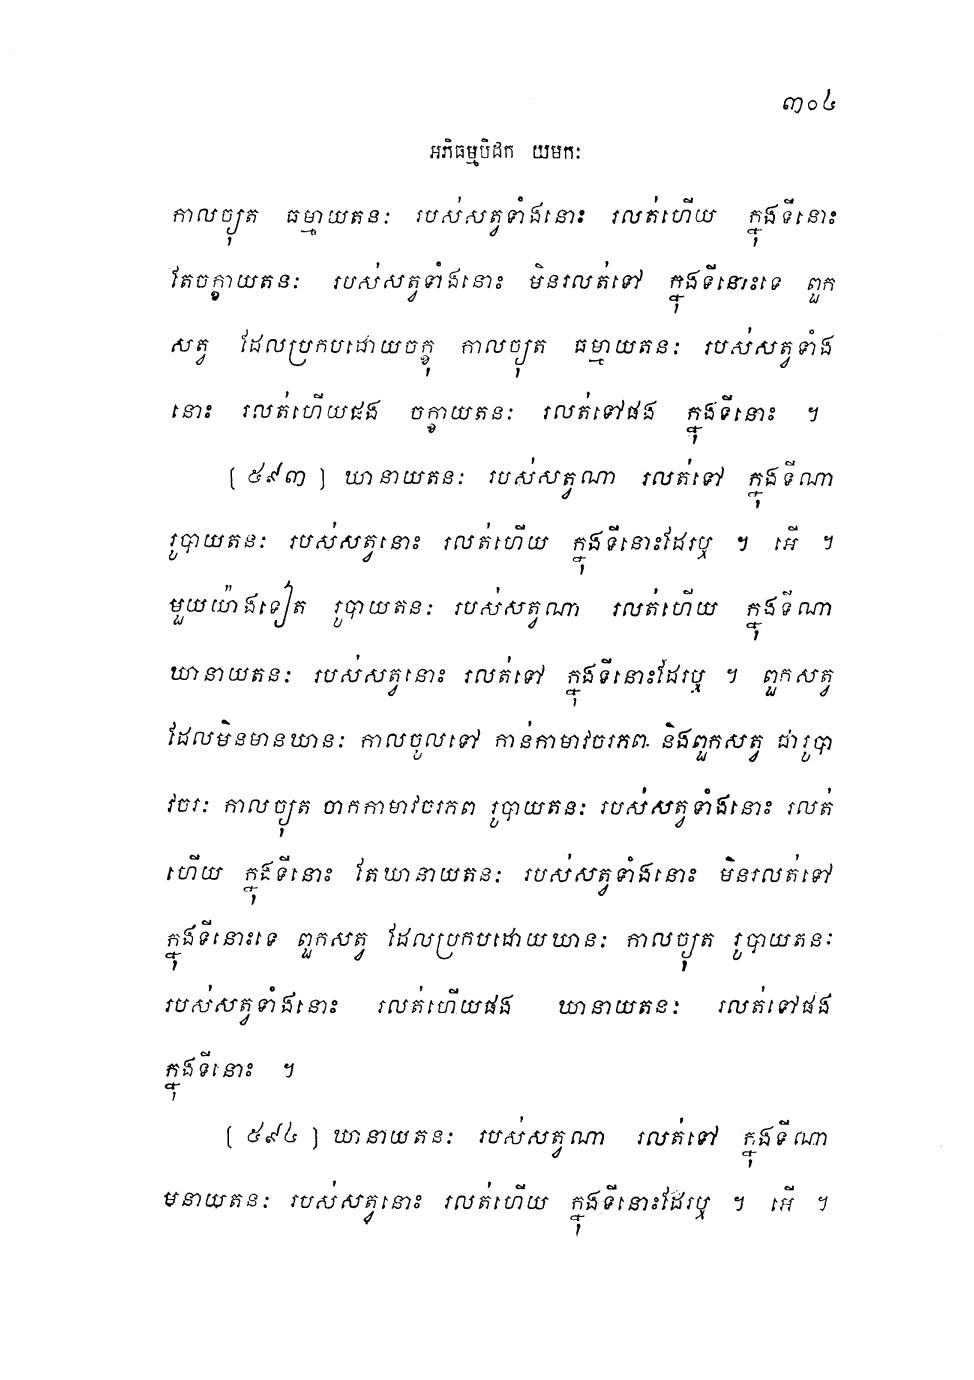 ៣០៤
អភិធម្មបិដក យមកៈ
កាលច្យុត ធម្មាយតនៈ របស់សត្វទាំងនោះ រលត់ហើយ ក្នុងទីនោះ
តែចក្ខាយតនៈ របស់សត្វទាំងនោះ មិនរលត់ទៅ ក្នុងទីនោះទេ ពួក
សត្វ ដែលប្រកបដោយចក្ខុ កាលច្យុត ធម្មាយតនៈ របស់សត្វទាំង
នោះ រលត់ហើយផង ចក្ខាយតនៈ រលត់ទៅផង ក្នុងទីនោះ ។
(៥៩៣) ឃានាយតនៈ របស់សត្វណា រលត់ទៅ ក្នុងទីណា
រូបាយតនៈ របស់សត្វនោះ រលត់ហើយ ក្នុងទីនោះដែរឬ ។ អើ ។
មួយយ៉ាងទៀត រូបាយតនៈ របស់សត្វណា រលត់ហើយ ក្នុងទីណា
ឃានាយតនៈ របស់សត្វនោះ រលត់ទៅ ក្នុងទីនោះដែរឬ ។ ពួកសត្វ
ដែលមិនមានឃានៈ កាលចូលទៅ កាន់កាមាវចរភព និងពួកសត្វ ជារូបា
វចរៈ កាលច្យុត ចាកកាមាវចរភព រូបាយតនៈ របស់សត្វទាំងនោះ រលត់
ហើយ ក្នុងទីនោះ តែឃានាយតនៈ របស់សត្វទាំងនោះ មិនរលត់ទៅ
ក្នុងទីនោះទេ ពួកសត្វ ដែលប្រកបដោយឃានៈ កាលច្យុត រូបាយតនៈ
របស់សត្វទាំងនោះ រលត់ហើយផង ឃានាយតនៈ រលត់ទៅផង
ក្នុងទីនោះ ។
(៥៩៤) ឃានាយតនៈ របស់សត្វណា រលត់ទៅ ក្នុងទីណា
មនាយតនៈ របស់សត្វនោះ រលត់ហើយ ក្នុងទីនោះដែរឬ ។ អើ ។